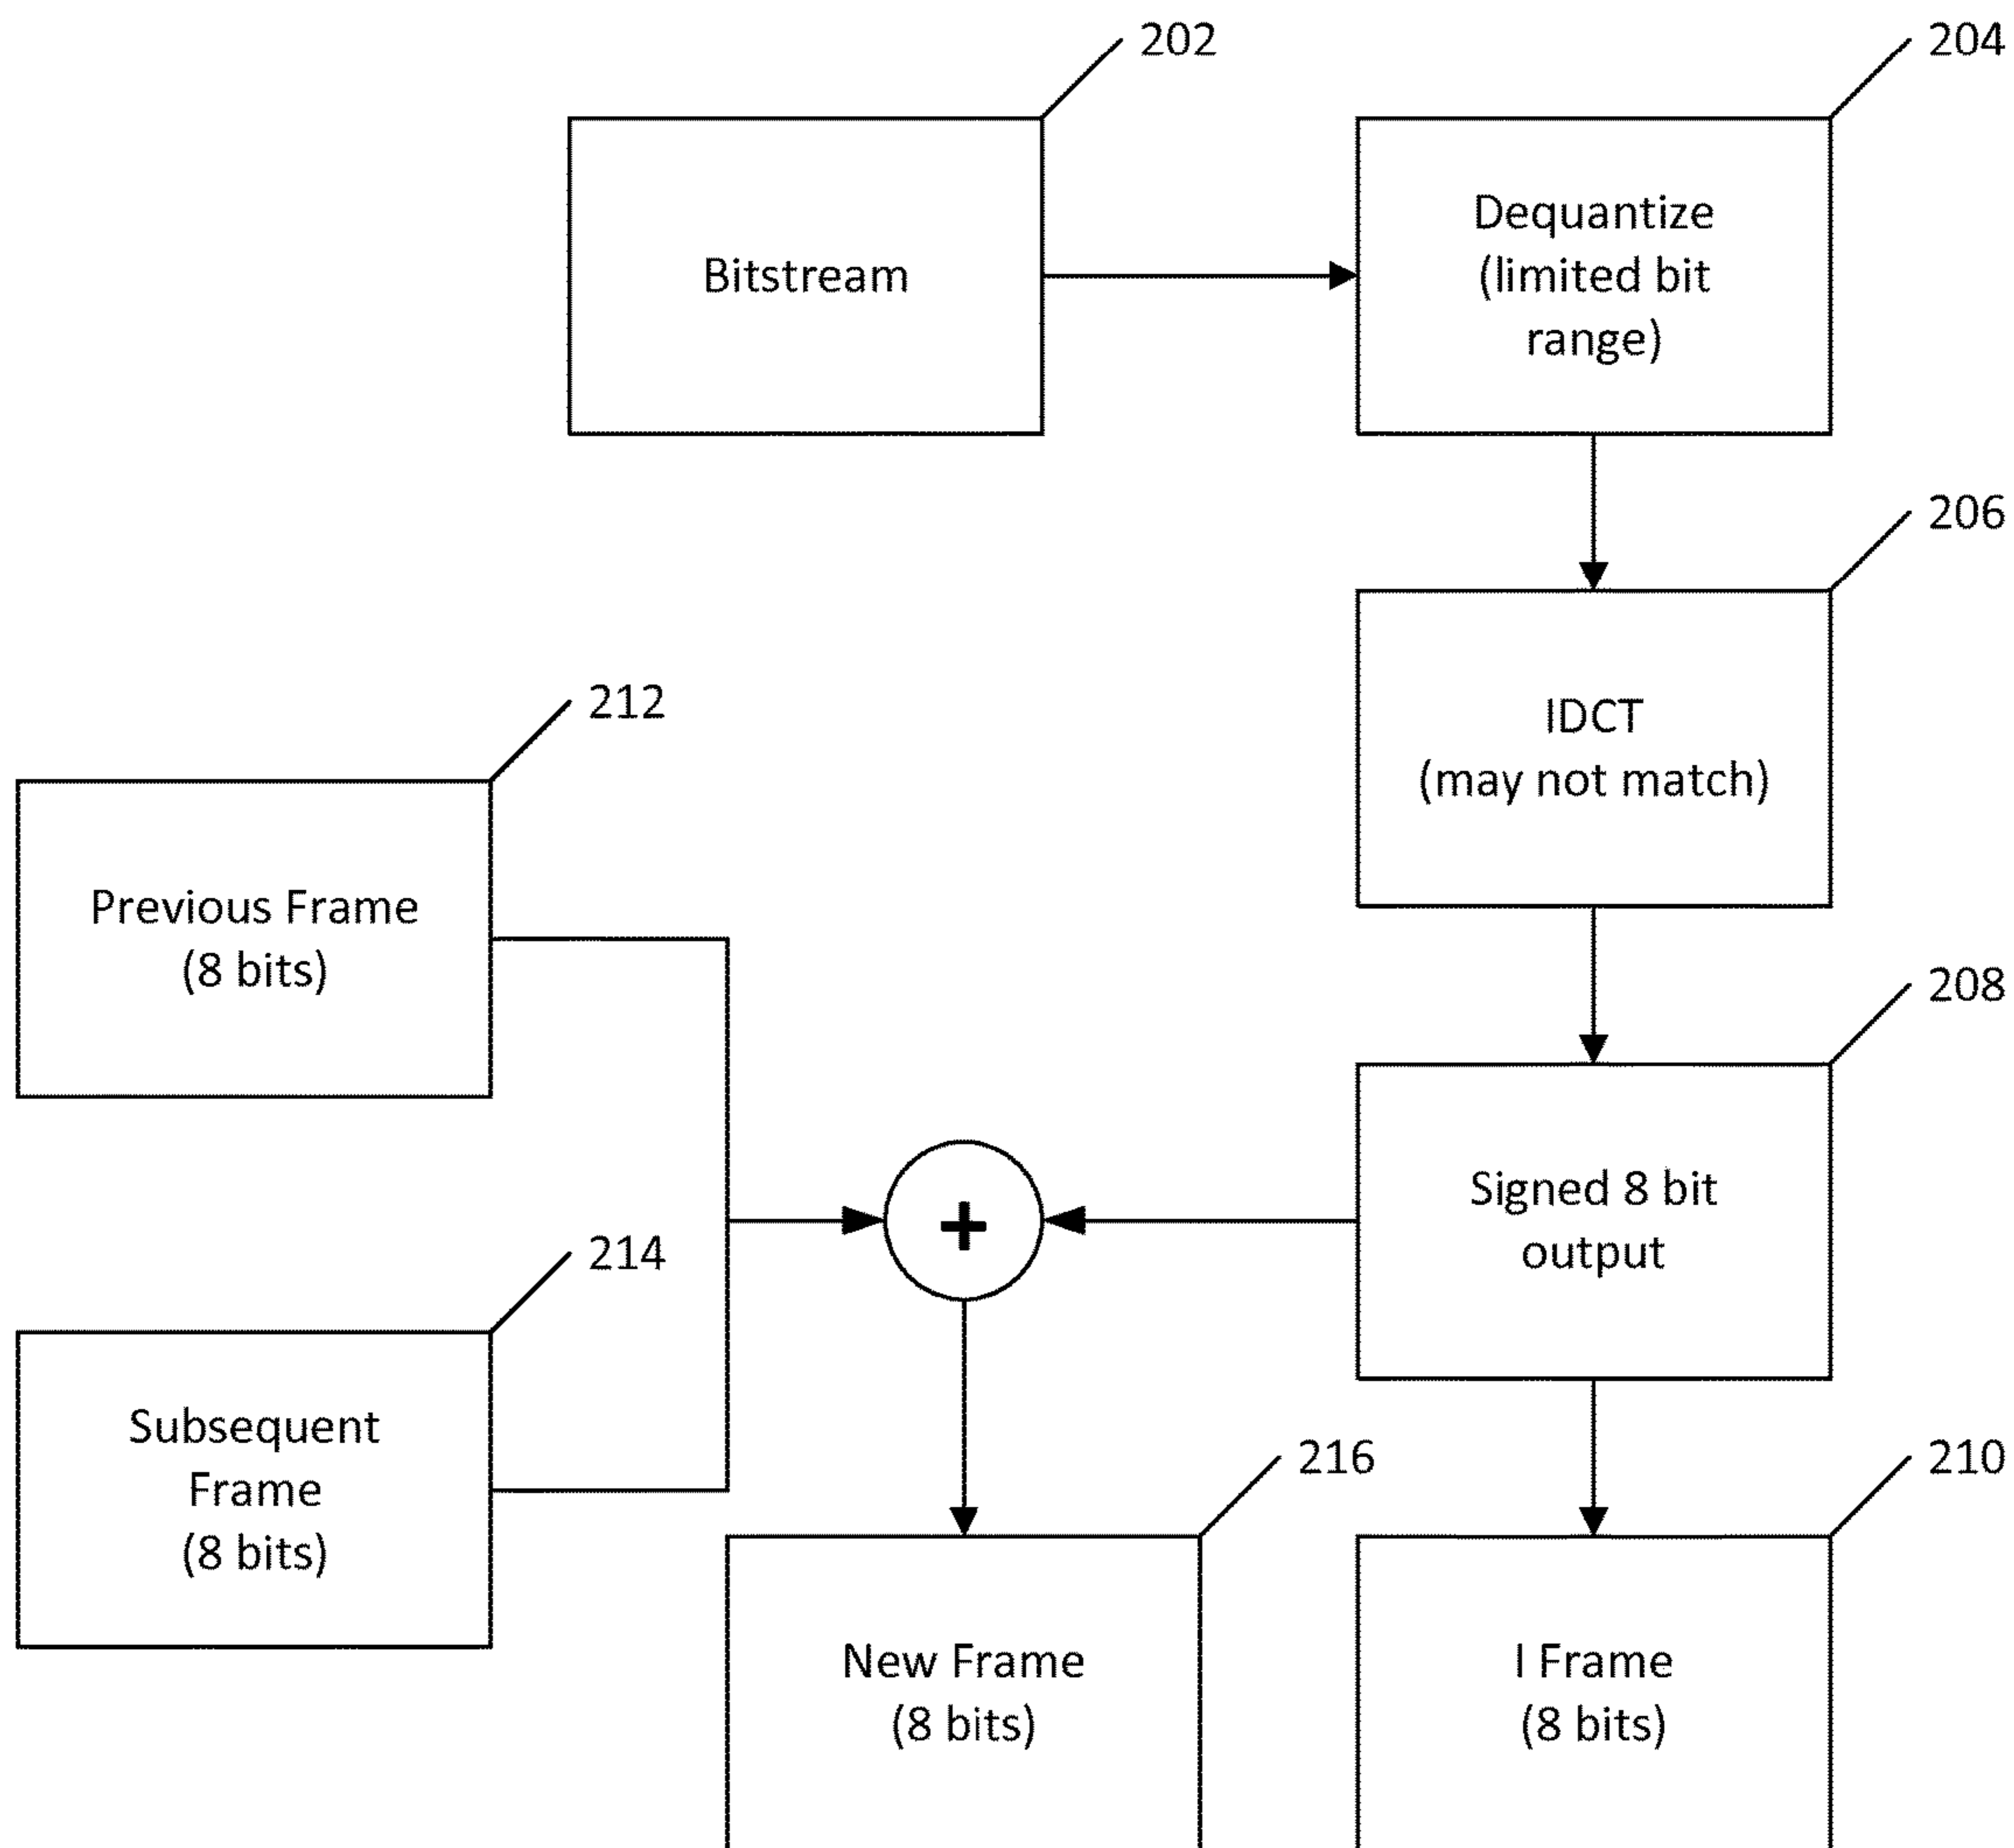 202
204
Bitstream
Dequantize
(limited bit
range)
206
IDCT
(may not match)
212
Previous Frame
(8 bits)
208
Signed 8 bit
output
+
214
Subsequent
Frame
(8 bits)
216
New Frame
(8 bits)
210
I Frame
(8 bits)